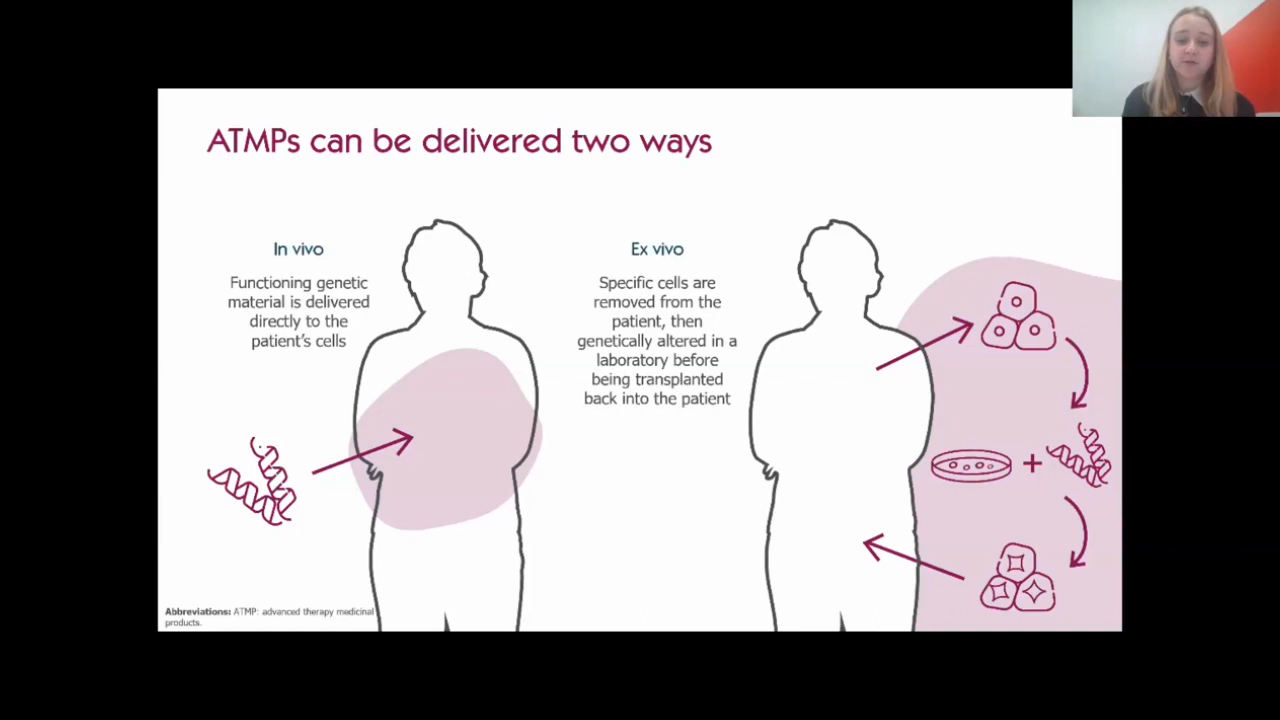 ATMPs can be delivered two ways
In vivo
Functioning genetic
material is delivered
directly to the
patient's cells
Ex vivo
Specific cells are
removed from the
patient, then
genetically altered in a
laboratory before
being transplanted
back into the patient
+
Abbreviations: ATMP: advanced therapy medicinal
products.